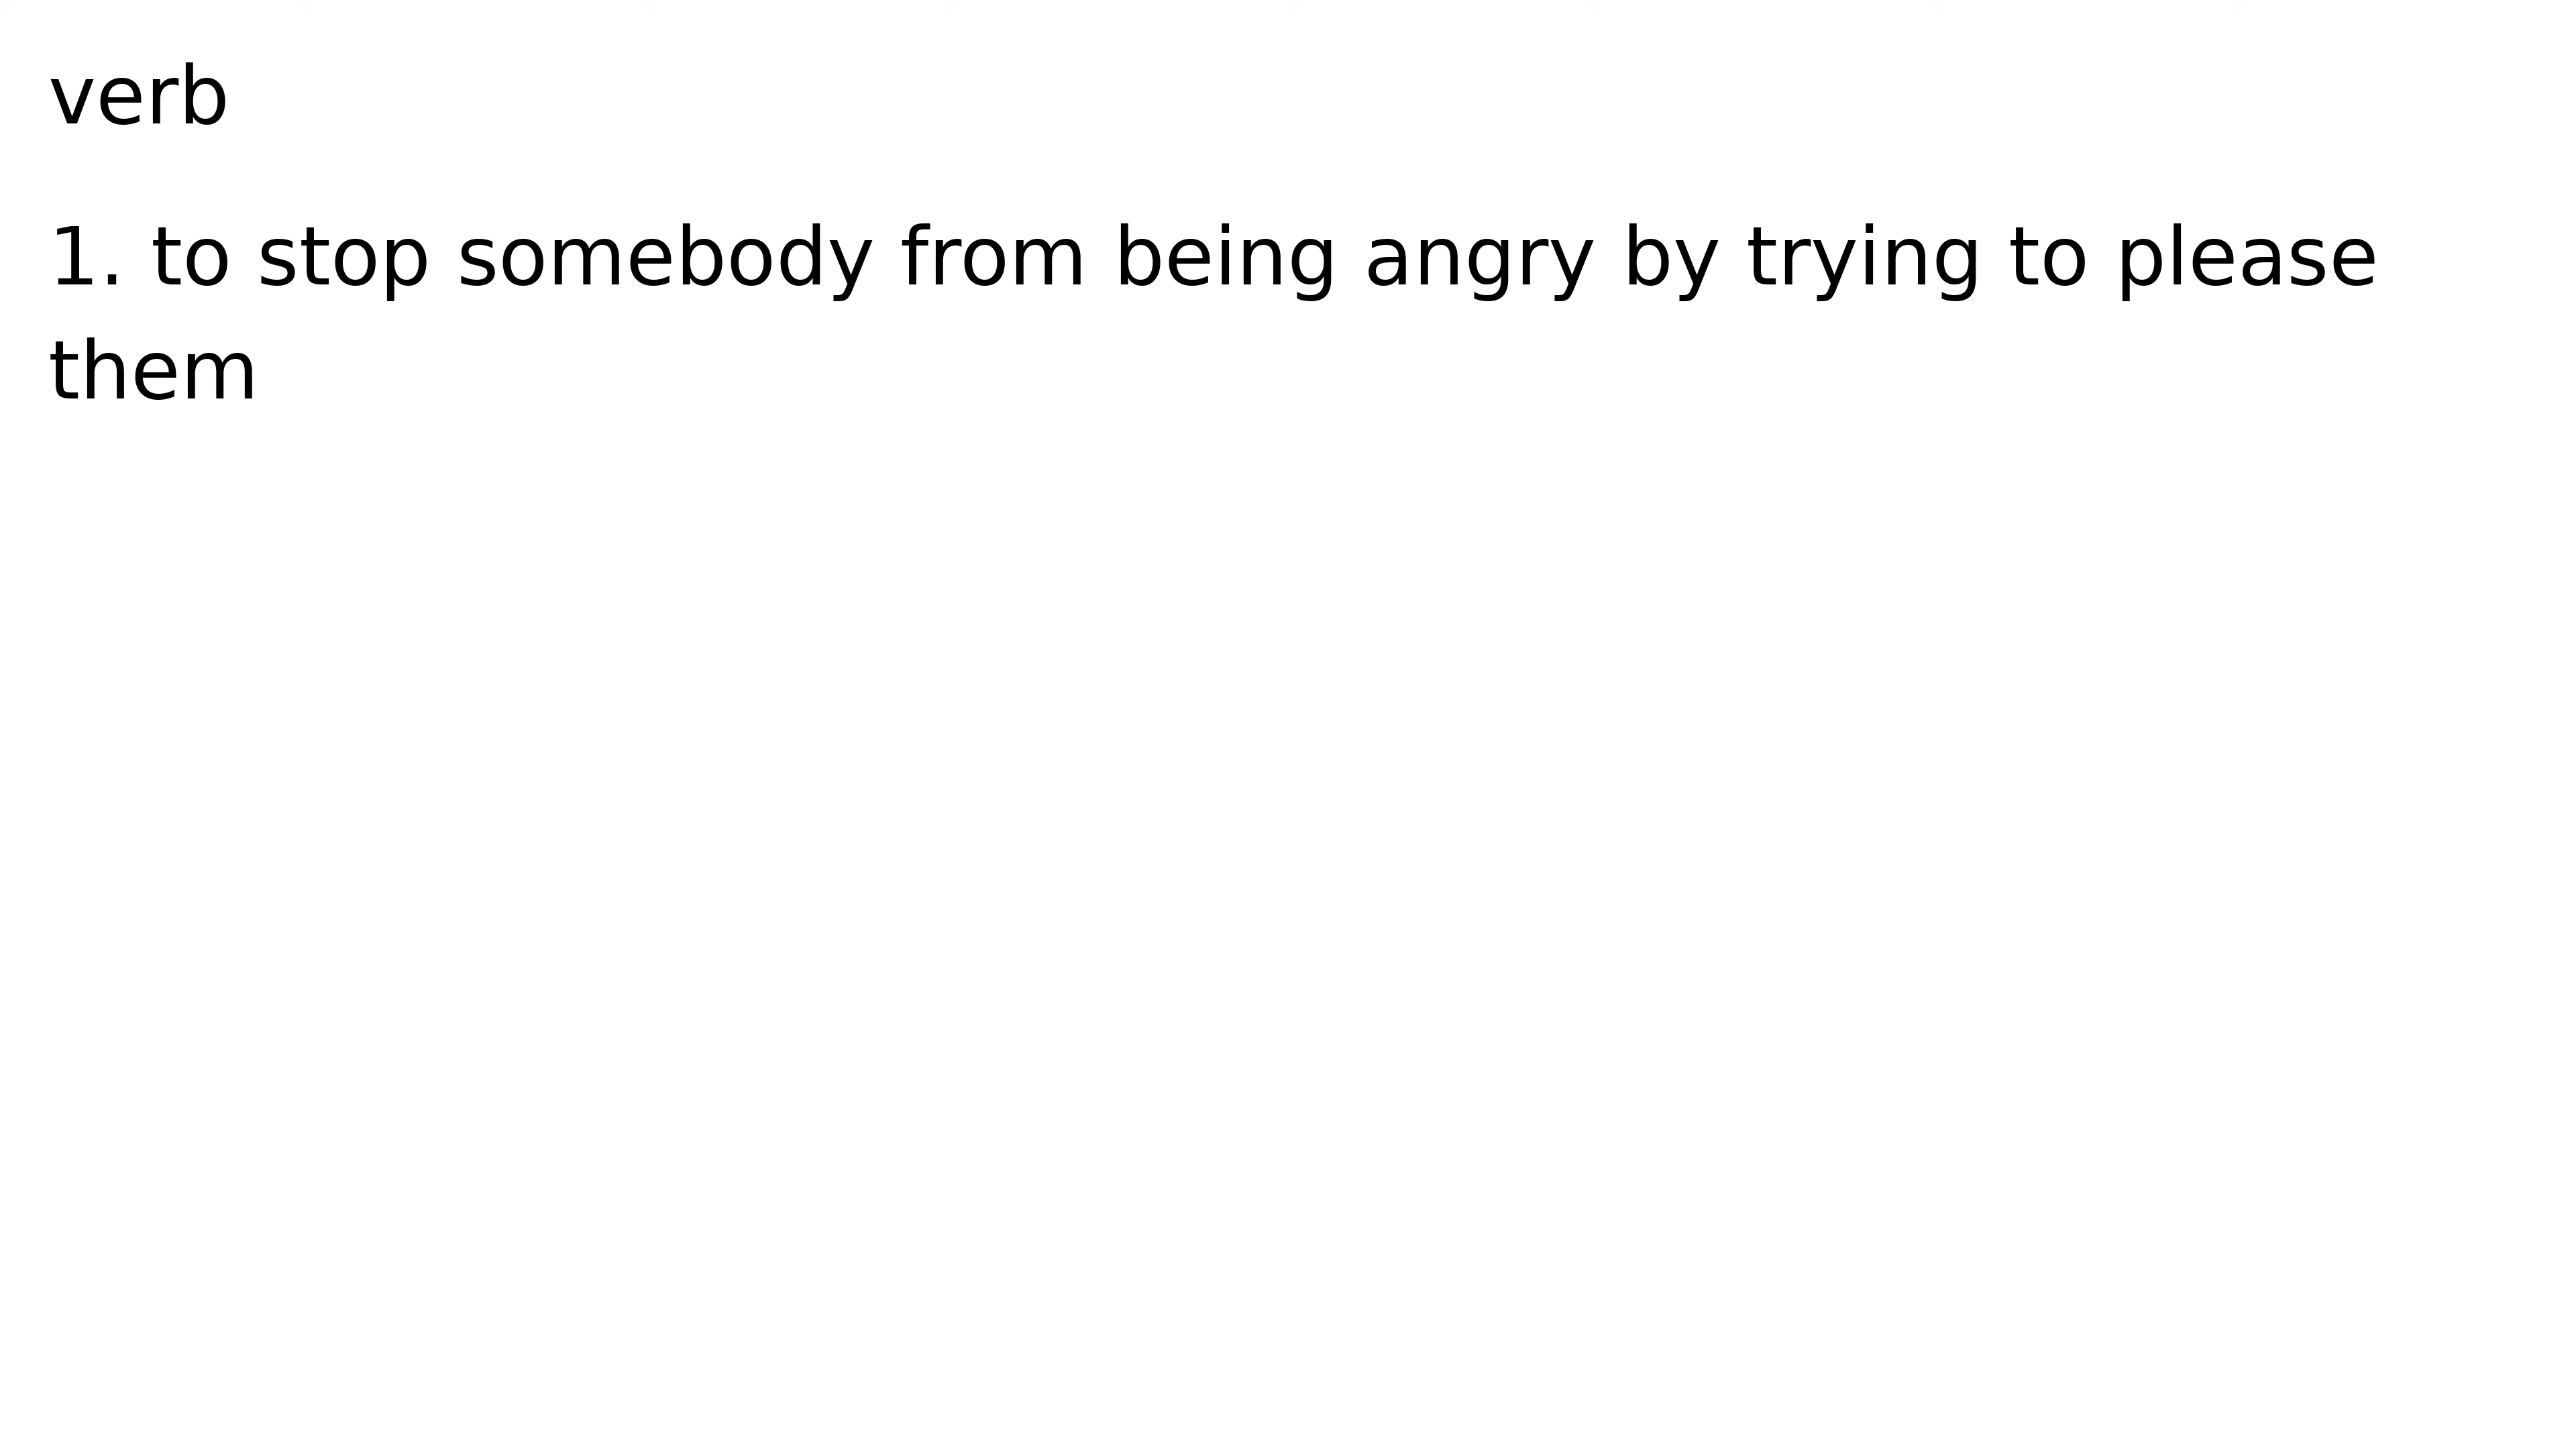 verb
1. to stop somebody from being angry by trying to please
them